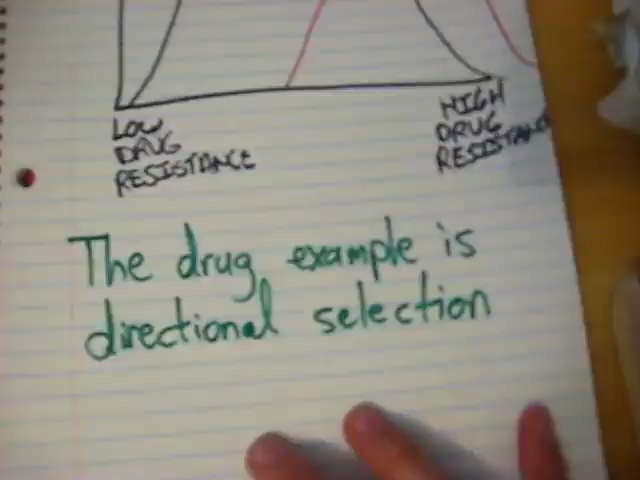 LOW
DRUG
RESISTANCE
HIGH
DRUG
RESISTANCE
The drug example is
directional selection